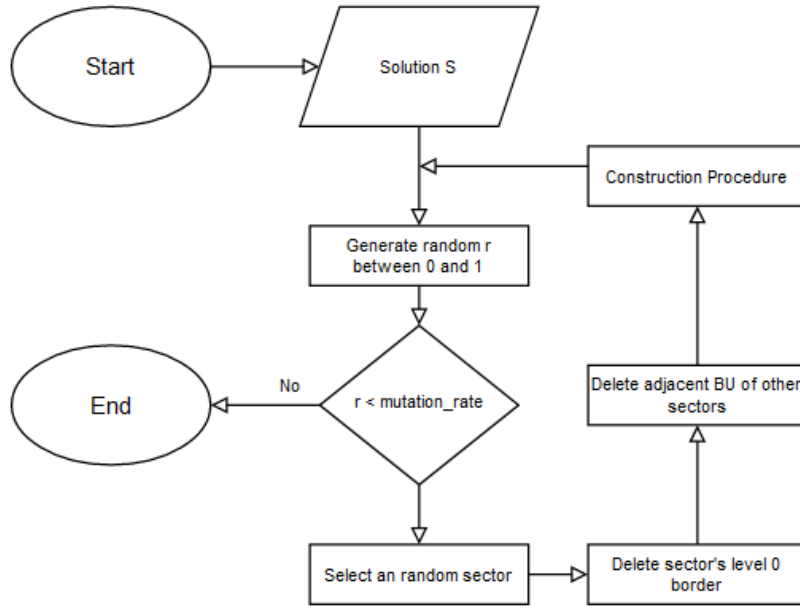 Start
Solution S
Construction Procedure
Generate random r
between 0 and 1
No
End
r < mutation_rate
Delete adjacent BU of other
sectors
Select an random sector
Delete sector's level 0
border